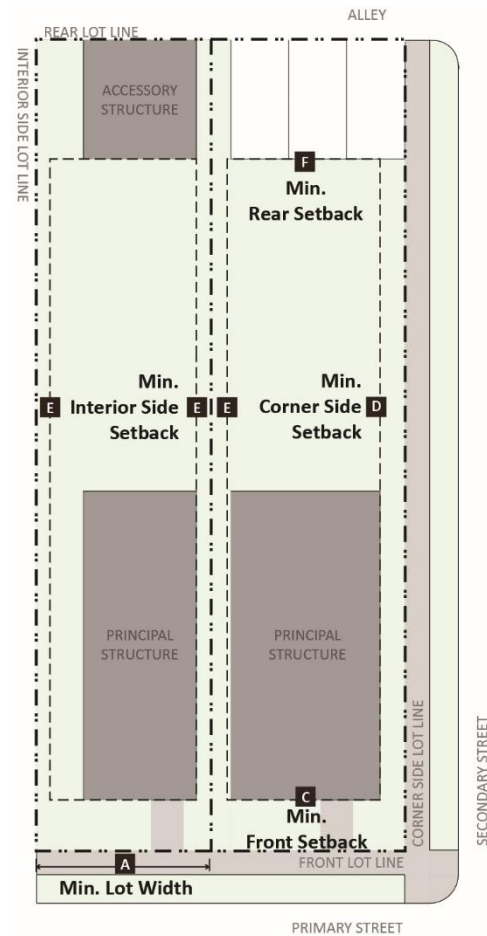 ALLEY
REAR LOT LINE
INTERIOR SIDE LOT LINE
ACCESSORY
STRUCTURE
F
Min.
Rear Setback
Min.
E Interior Side E
Setback
Min.
E Corner Side D
Setback
PRINCIPAL
STRUCTURE
PRINCIPAL
STRUCTURE
CORNER SIDE LOT LINE
SECONDARY STREET
C
Min.
Front Setback
FRONT LOT LINE
A
Min. Lot Width
PRIMARY STREET